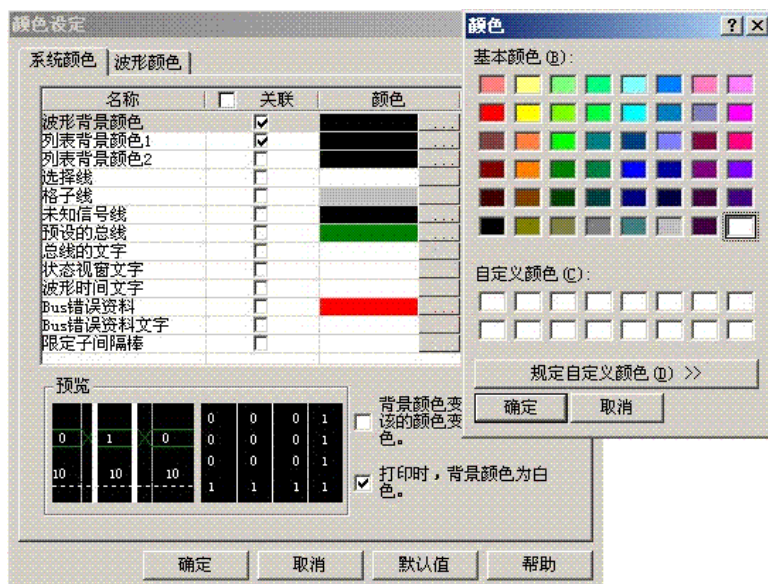 颜色设定
系统颜色 波形颜色
名称 关联 颜色
波形背景颜色 ...
列表背景颜色1 ...
列表背景颜色2 ...
选择线
格子线
未知信号线 ...
预设的总线 ...
总线的文字
状态视窗文字
波形时间文字
Bus错误资料 ...
Bus错误资料文字
限定子间隔棒
预览
0 1 0
10 10 10
0 0 0 1
0 0 0 1
0 0 0 1
1 1 1 1
背景颜色变
该的颜色变
色。
打印时，背景颜色为白
色。
确定 取消 默认值 帮助
颜色
基本颜色(B):
自定义颜色(C):
规定自定义颜色(D) >>
确定 取消